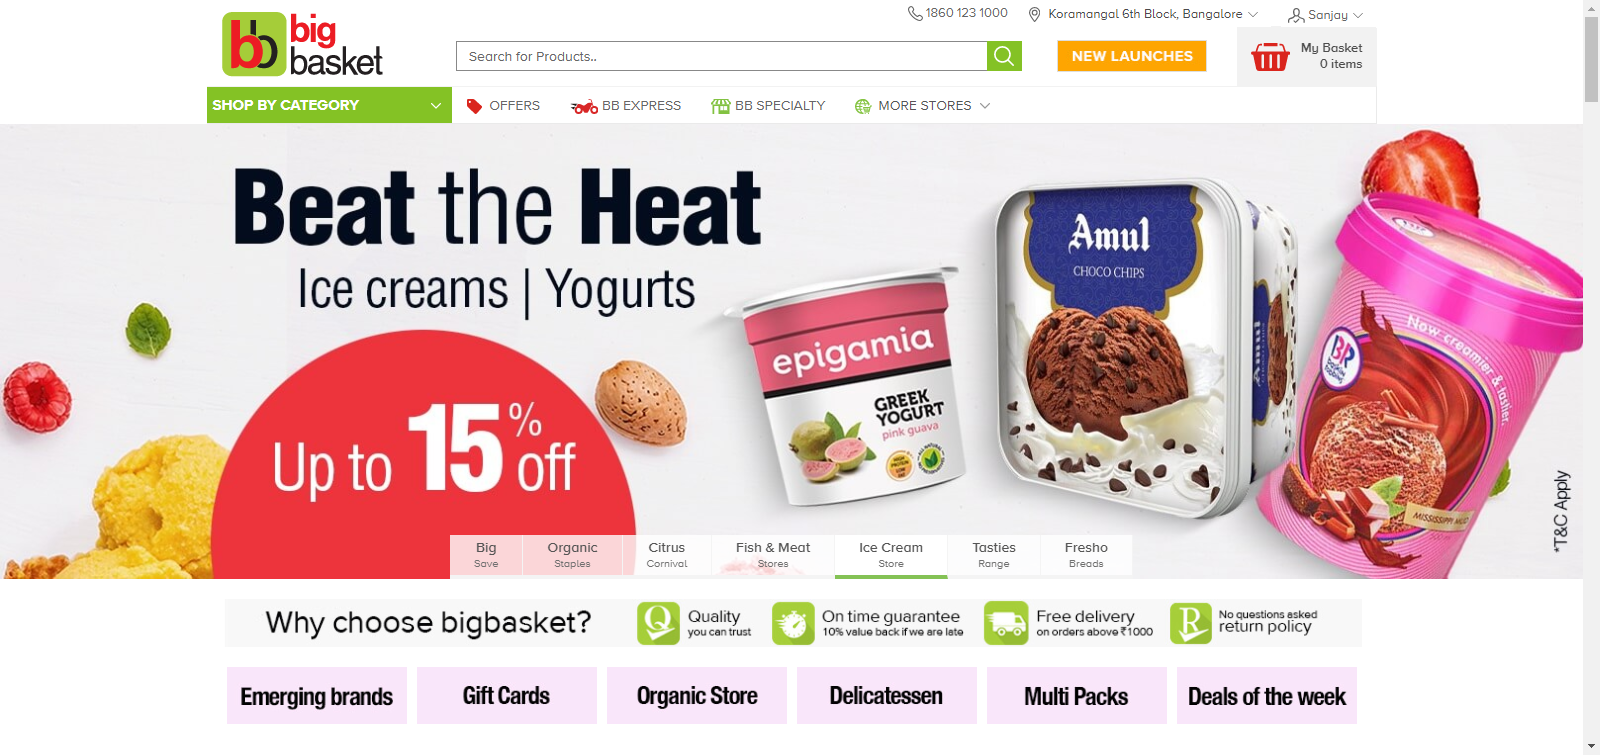 1860 123 1000
Koramangal 6th Block, Bangalore
Sanjay
big
basket
Search for Products..
NEW LAUNCHES
My Basket
0 items
SHOP BY CATEGORY
OFFERS
BB EXPRESS
BB SPECIALTY
MORE STORES
Beat the Heat
Ice creams | Yogurts
Up to 15% off
epigamia
GREEK
YOGURT
pink guava
Amul
CHOCO CHIPS
Amul
BR
Now creamier & tastier
MISSISSIPPI MUD
*T&C Apply
Big
Save
Organic
Staples
Citrus
Cornival
Fish & Meat
Stores
Ice Cream
Store
Tasties
Range
Fresho
Breads
Why choose bigbasket?
Quality
you can trust
On time guarantee
10% value back if we are late
Free delivery
on orders above ₹1000
No questions asked
return policy
Emerging brands
Gift Cards
Organic Store
Delicatessen
Multi Packs
Deals of the week